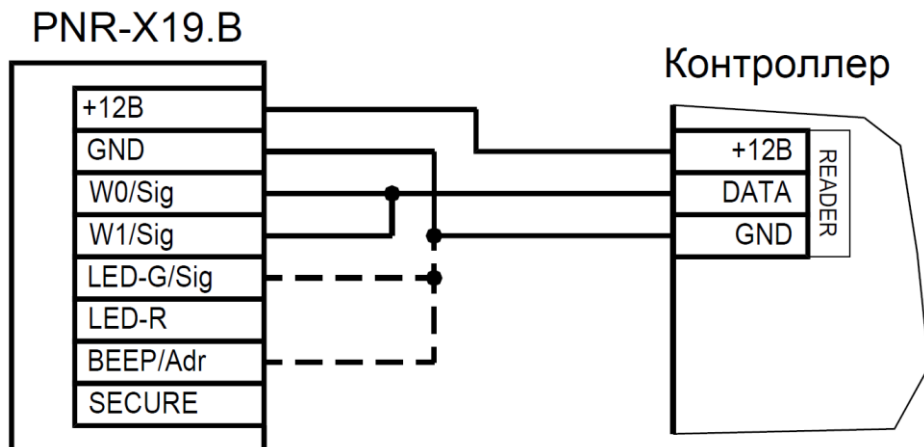 PNR-X19.B
+12В
GND
W0/Sig
W1/Sig
LED-G/Sig
LED-R
BEEP/Adr
SECURE
Контроллер
+12В
DATA
GND
READER